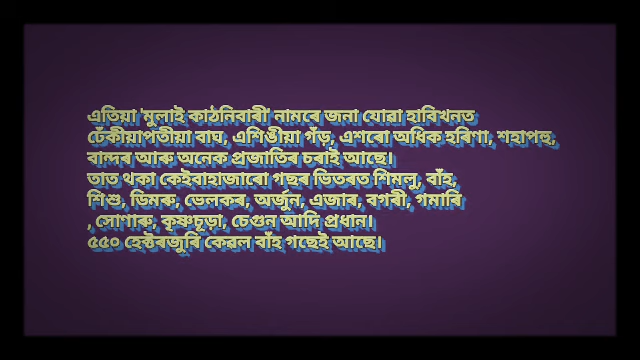 এতিয়া 'মুলাই কাঠনিবাৰী' নামৰে জনা যোৱা হাবিখনত
ঢেঁকীয়াপতীয়া বাঘ, এশিঙীয়া গঁড়, এশৰো অধিক হৰিণা, শহাপহু,
বান্দৰ আৰু অনেক প্ৰজাতিৰ চৰাই আছে।
তাত থকা কেইবাহাজাৰো গছৰ ভিতৰত শিমলু, বাঁহ,
শিশু, ডিমৰু, ভেলকৰ, অৰ্জুন, এজাৰ, বগৰী, গমাৰি
, সোণাৰু, কৃষ্ণচূড়া, চেগুন আদি প্ৰধান।
৫৫০ হেক্টৰজুৰি কেৱল বাঁহ গছেই আছে।